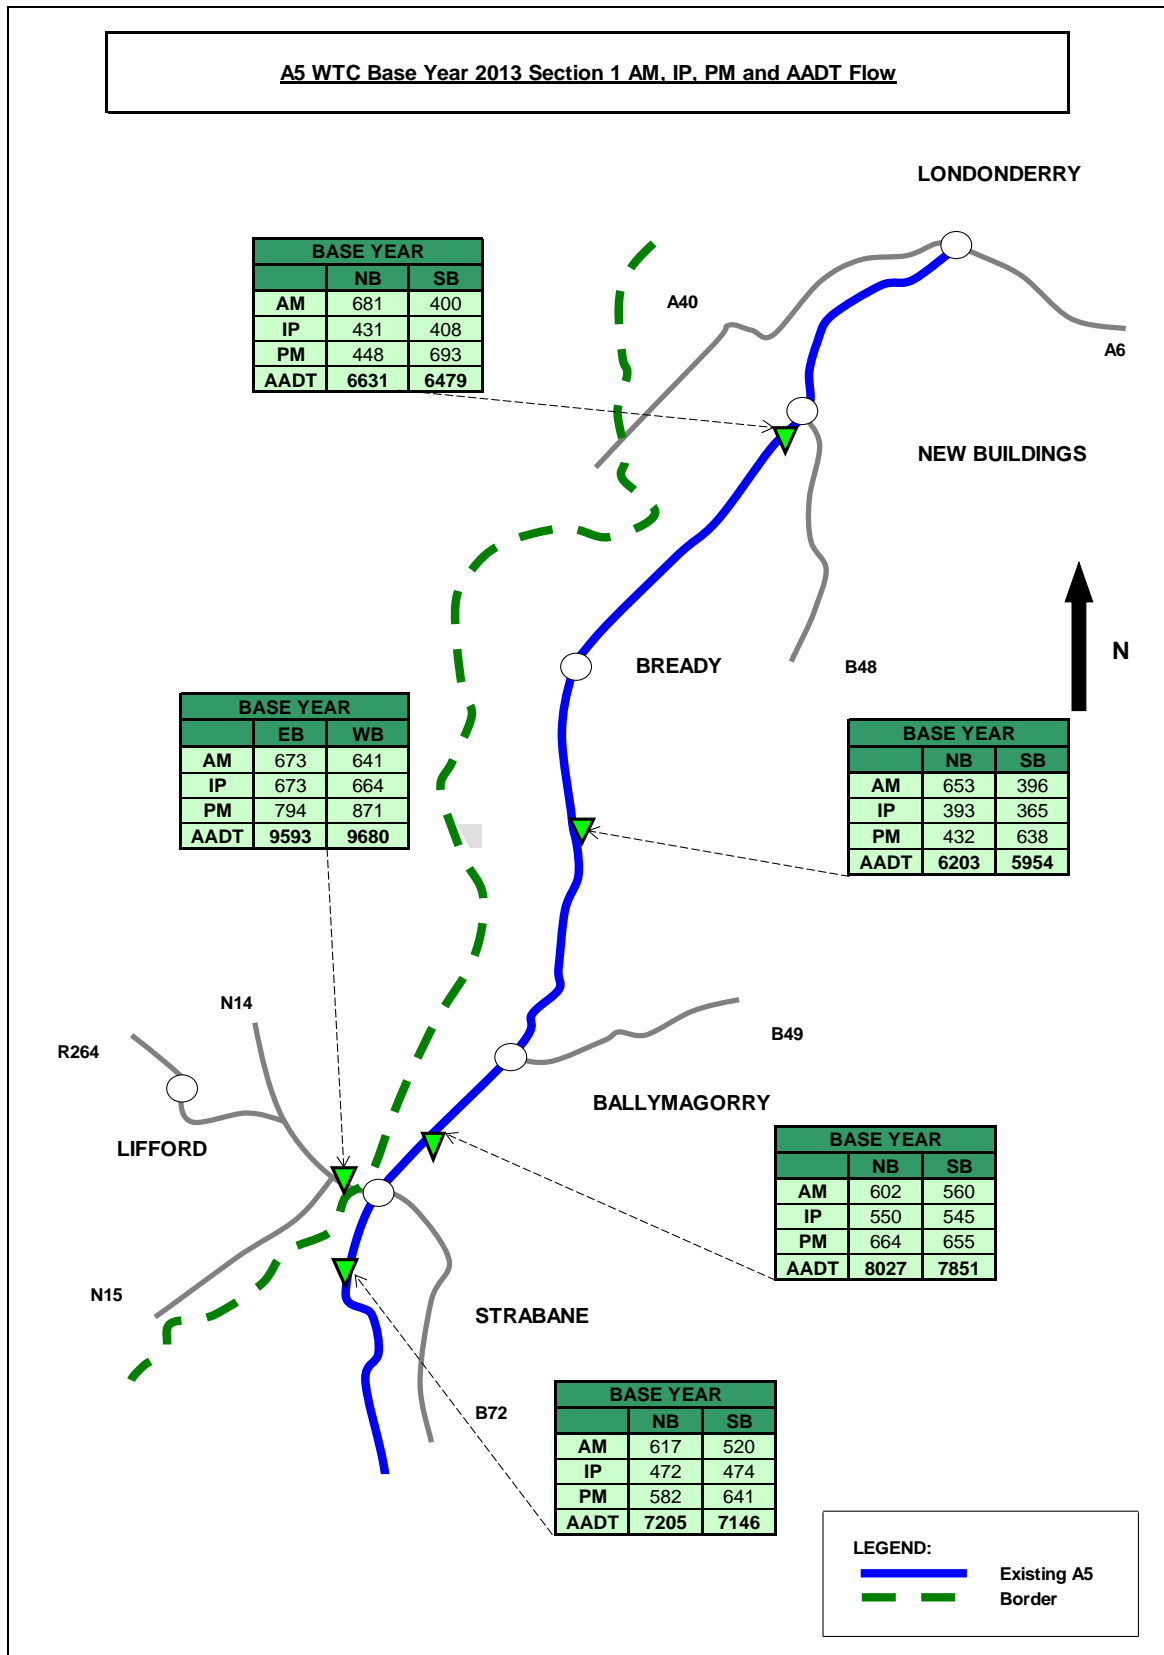 A5 WTC Base Year 2013 Section 1 AM, IP, PM and AADT Flow
LONDONDERRY
BASE YEAR
NB SB
AM 681 400
IP 431 408
PM 448 693
AADT 6631 6479
A40
A6
NEW BUILDINGS
N
BREADY
B48
BASE YEAR
EB WB
AM 673 641
IP 673 664
PM 794 871
AADT 9593 9680
BASE YEAR
NB SB
AM 653 396
IP 393 365
PM 432 638
AADT 6203 5954
N14
R264
B49
BALLYMAGORRY
LIFFORD
BASE YEAR
NB SB
AM 602 560
IP 550 545
PM 664 655
AADT 8027 7851
N15
STRABANE
B72
BASE YEAR
NB SB
AM 617 520
IP 472 474
PM 582 641
AADT 7205 7146
LEGEND:
Existing A5
Border